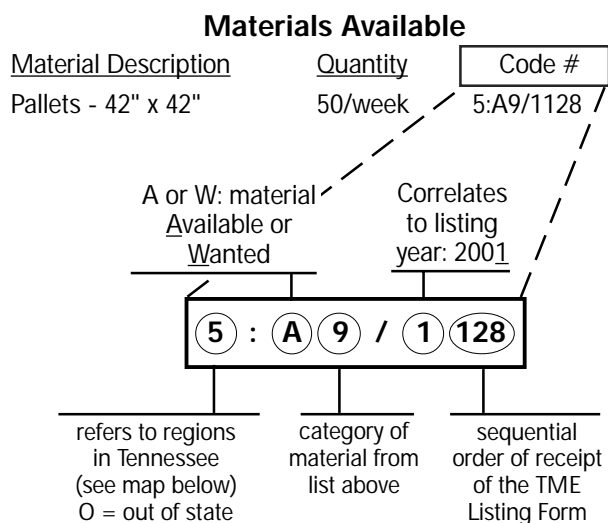 Materials Available
Material Description Quantity Code #
Pallets - 42" x 42" 50/week 5:A9/1128
A or W: material
Available or
Wanted
Correlates
to listing
year: 2001
5 : A 9 / 1 128
refers to regions
in Tennessee
(see map below)
O = out of state
category of
material from
list above
sequential
order of receipt
of the TME
Listing Form